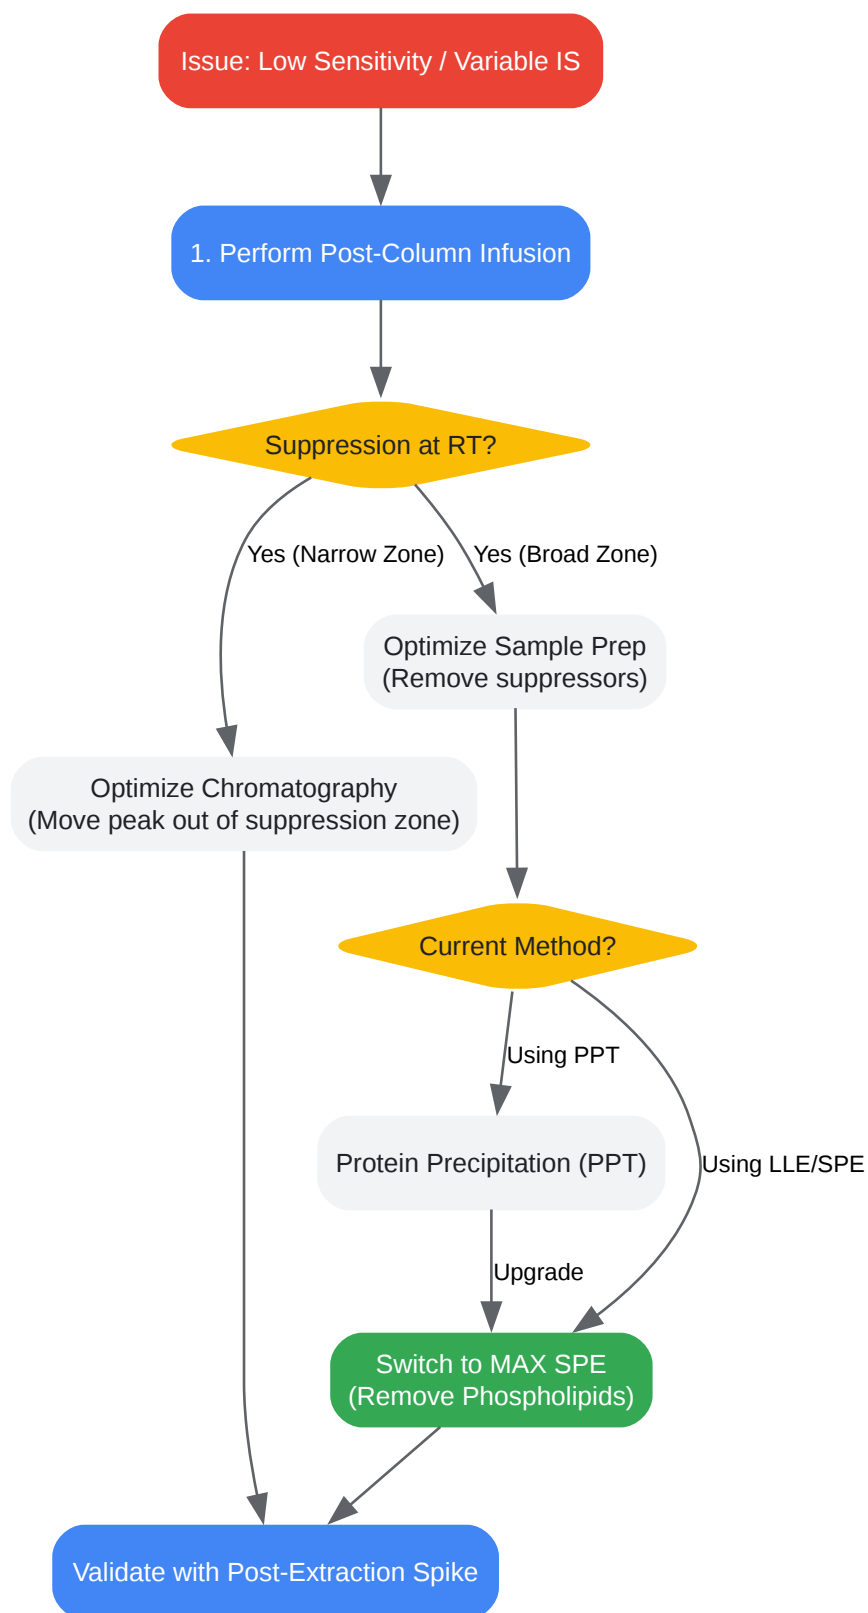 Issue: Low Sensitivity / Variable IS
1. Perform Post-Column Infusion
Suppression at RT?
Yes (Narrow Zone)
Yes (Broad Zone)
Optimize Sample Prep
(Remove suppressors)
Optimize Chromatography
(Move peak out of suppression zone)
Current Method?
Using PPT
Protein Precipitation (PPT)
Using LLE/SPE
Upgrade
Switch to MAX SPE
(Remove Phospholipids)
Validate with Post-Extraction Spike